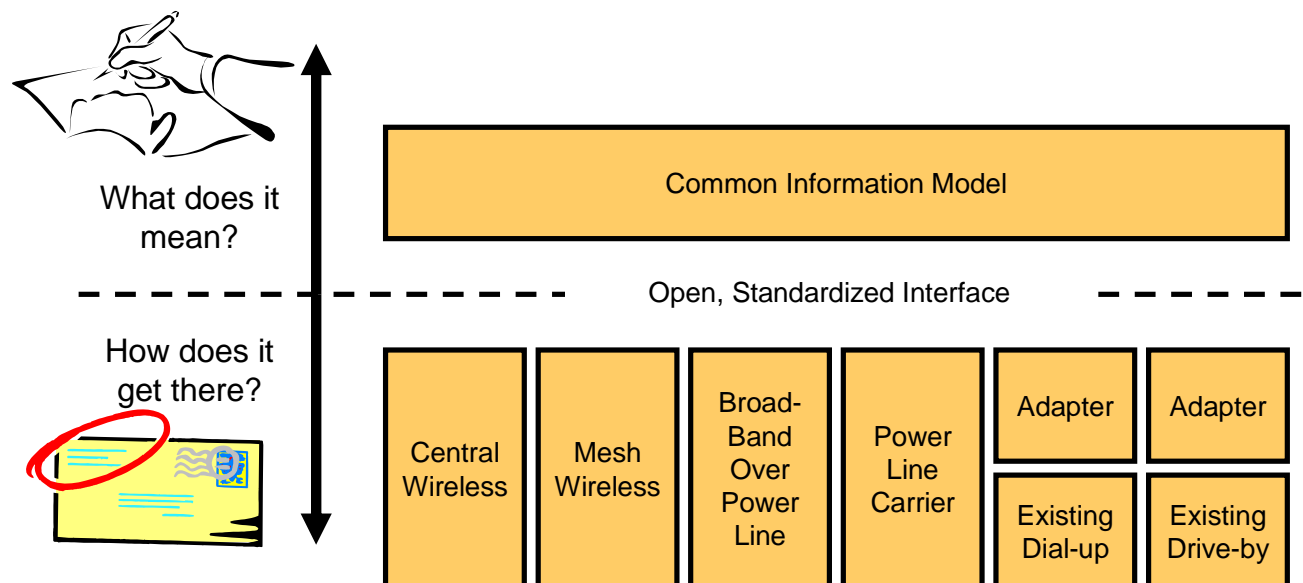 What does it
mean?
Common Information Model
Open, Standardized Interface
How does it
get there?
Central
Wireless
Mesh
Wireless
Broad-
Band
Over
Power
Line
Power
Line
Carrier
Adapter
Existing
Dial-up
Adapter
Existing
Drive-by